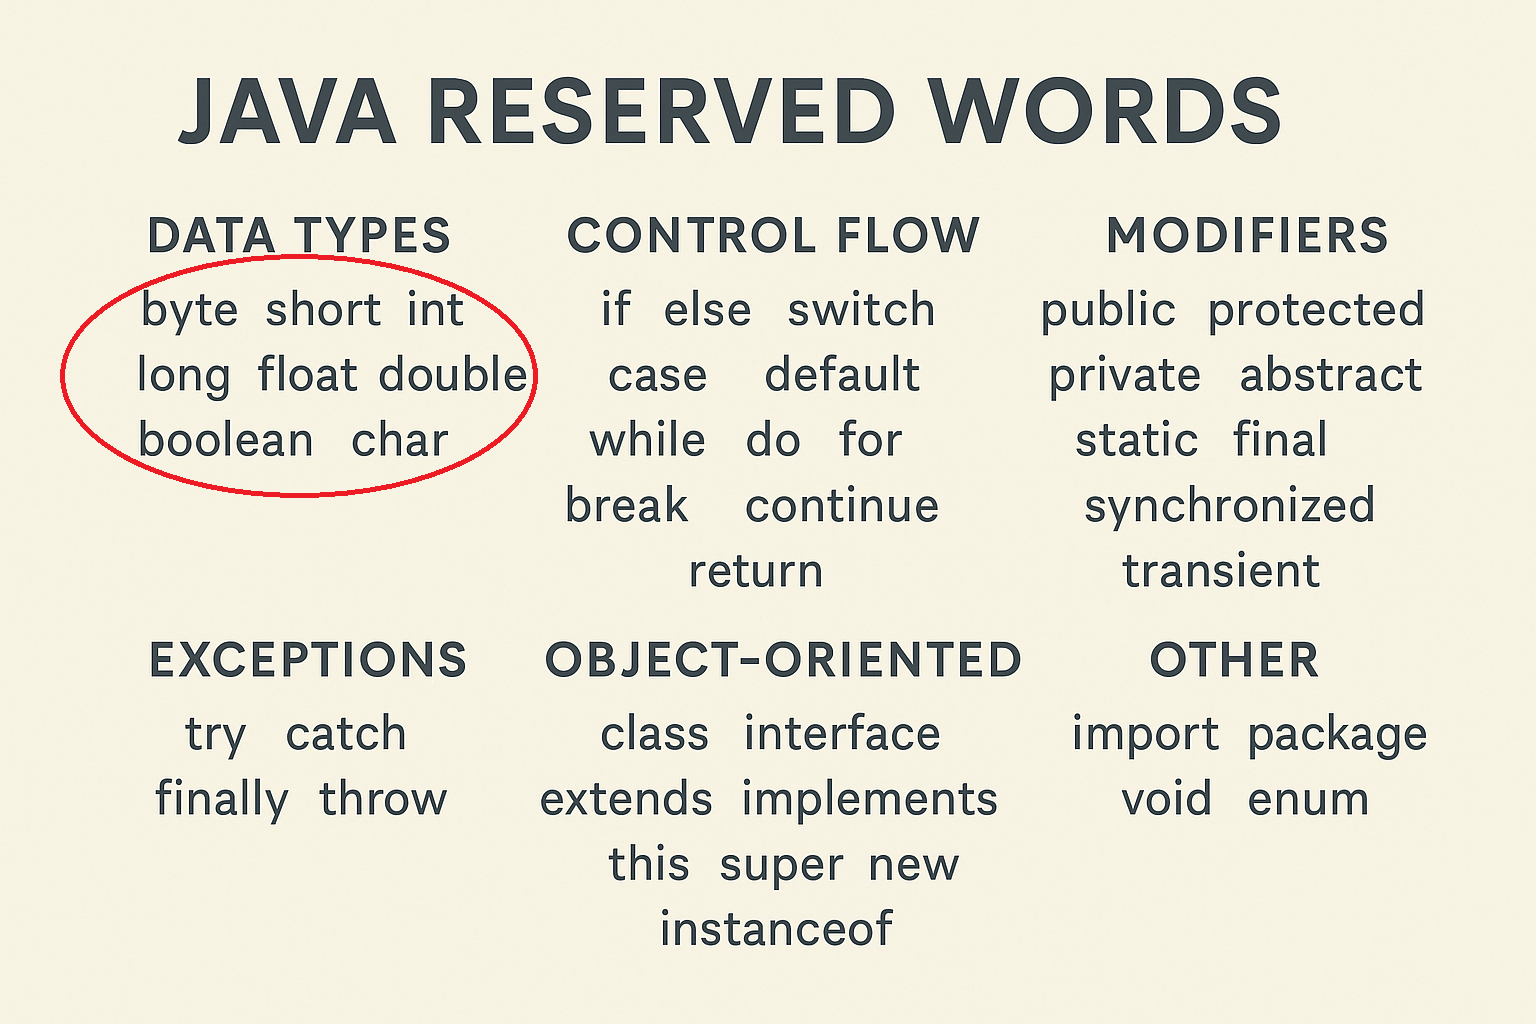 JAVA RESERVED WORDS
DATA TYPES
byte short int
long float double
boolean char
CONTROL FLOW
if else switch
case default
while do for
break continue
return
MODIFIERS
public protected
private abstract
static final
synchronized
transient
EXCEPTIONS
try catch
finally throw
OBJECT-ORIENTED
class interface
extends implements
this super new
instanceof
OTHER
import package
void enum